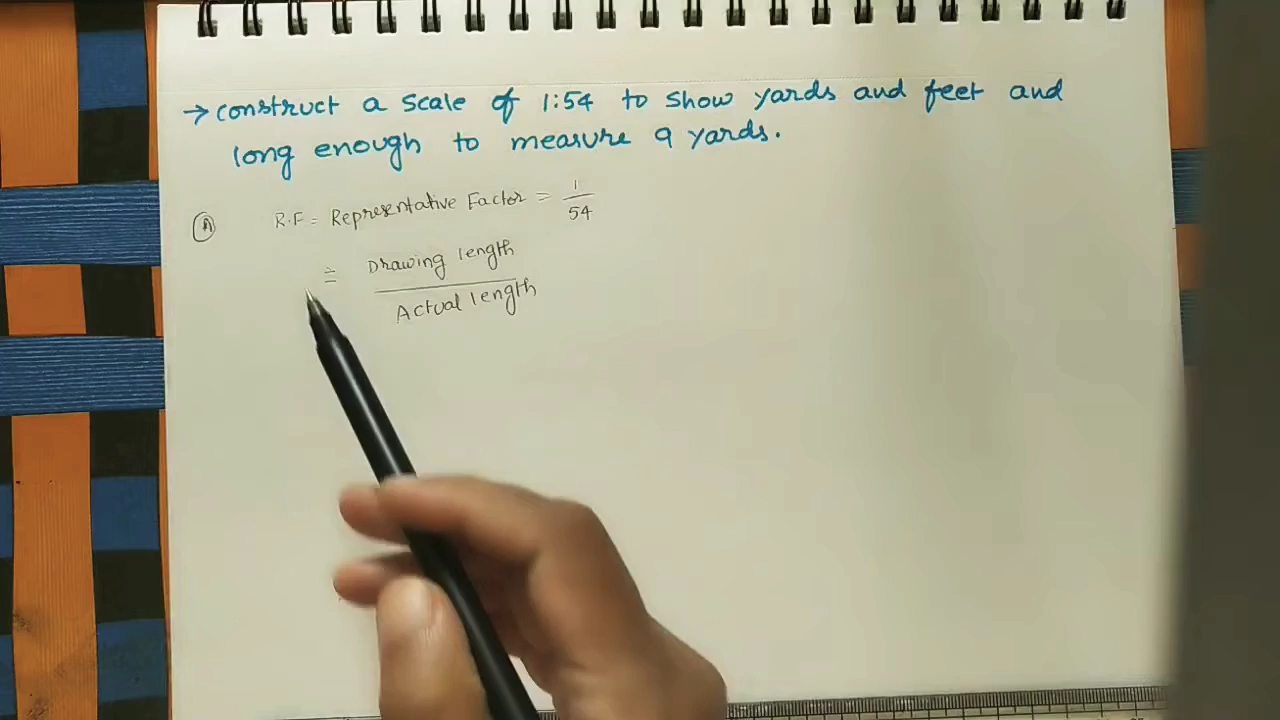 → construct a scale of 1:54 to show yards and feet and
long enough to measure 9 yards.
A R.F = Representative Factor = 1/54
= Drawing length
Actual length